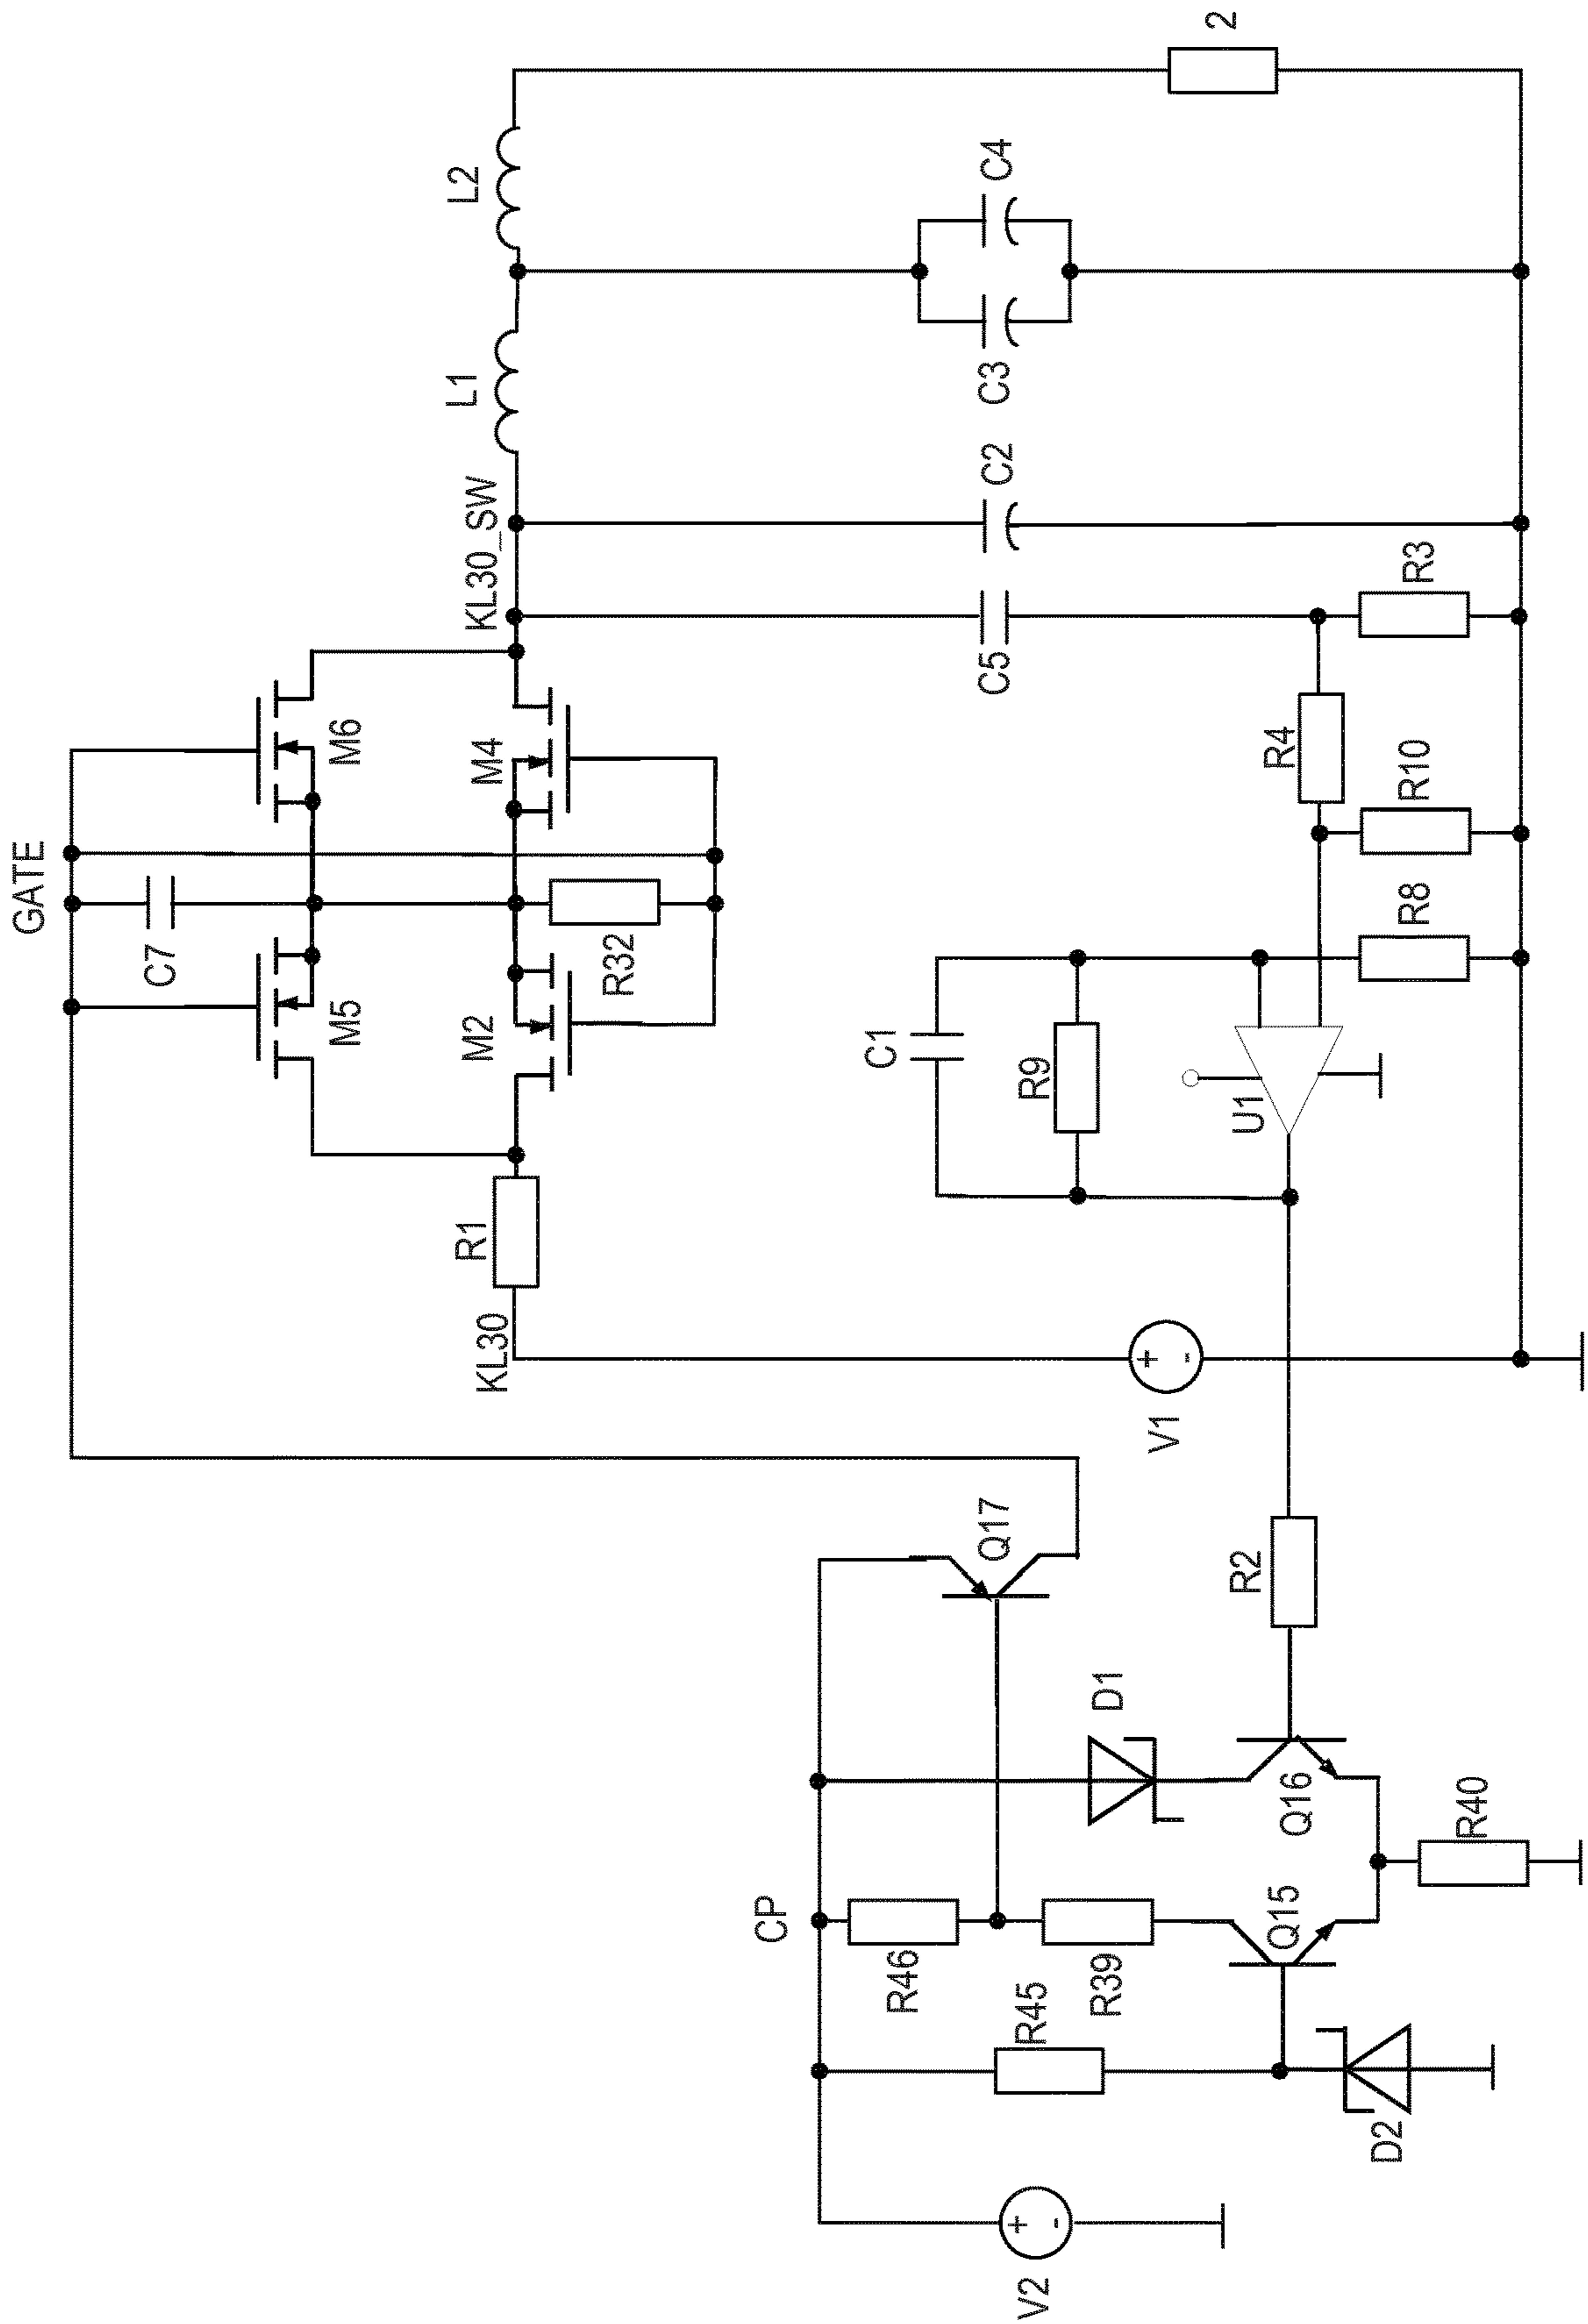 2
L2
C4
L1
C3
KL30_SW
C2
C5
R3
M6
M4
R4
R10
GATE
C7
R32
R8
M5
M2
C1
R9
U1
R1
KL30
+
-
V1
Q17
R2
D1
Q16
R40
CP
R46
R39
Q15
R45
D2
+
-
V2